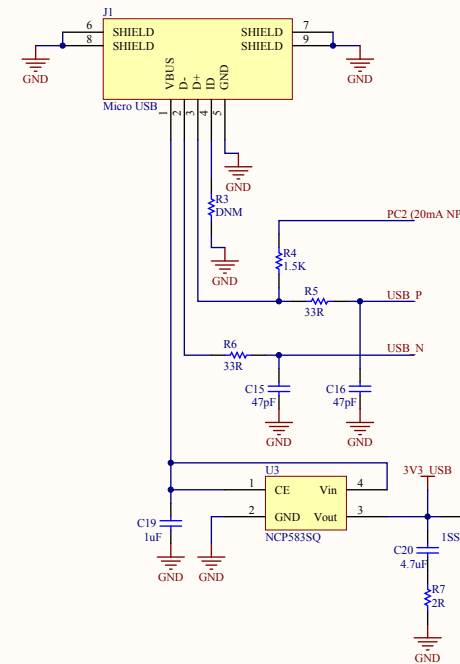 J1
6 SHIELD SHIELD 7
8 SHIELD SHIELD 9
GND GND
VBUS D- D+ ID GND
Micro USB
1 2 3 4 5
GND
R3
DNM
PC2 (20mA NP
GND
R4
1.5K
R5
33R
USB_P
R6
33R
USB_N
C15
47pF
C16
47pF
GND GND
U3
3V3_USB
1 CE Vin 4
2 GND Vout 3
NCP583SQ
C19
1uF
1SS
C20
4.7uF
GND GND
R7
2R
GND